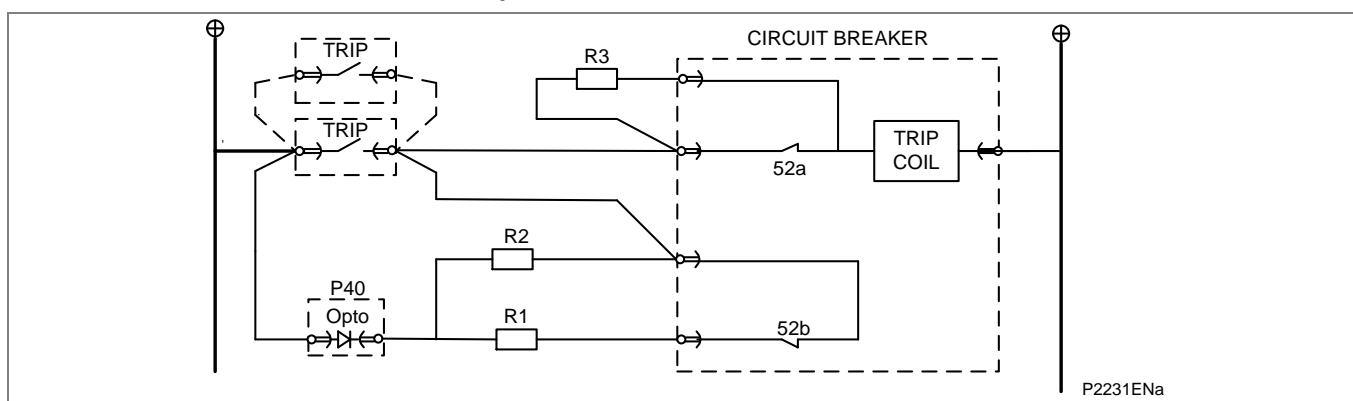 CIRCUIT BREAKER
TRIP
R3
TRIP
TRIP
COIL
52a
R2
P40
Opto
R1
52b
P2231ENa